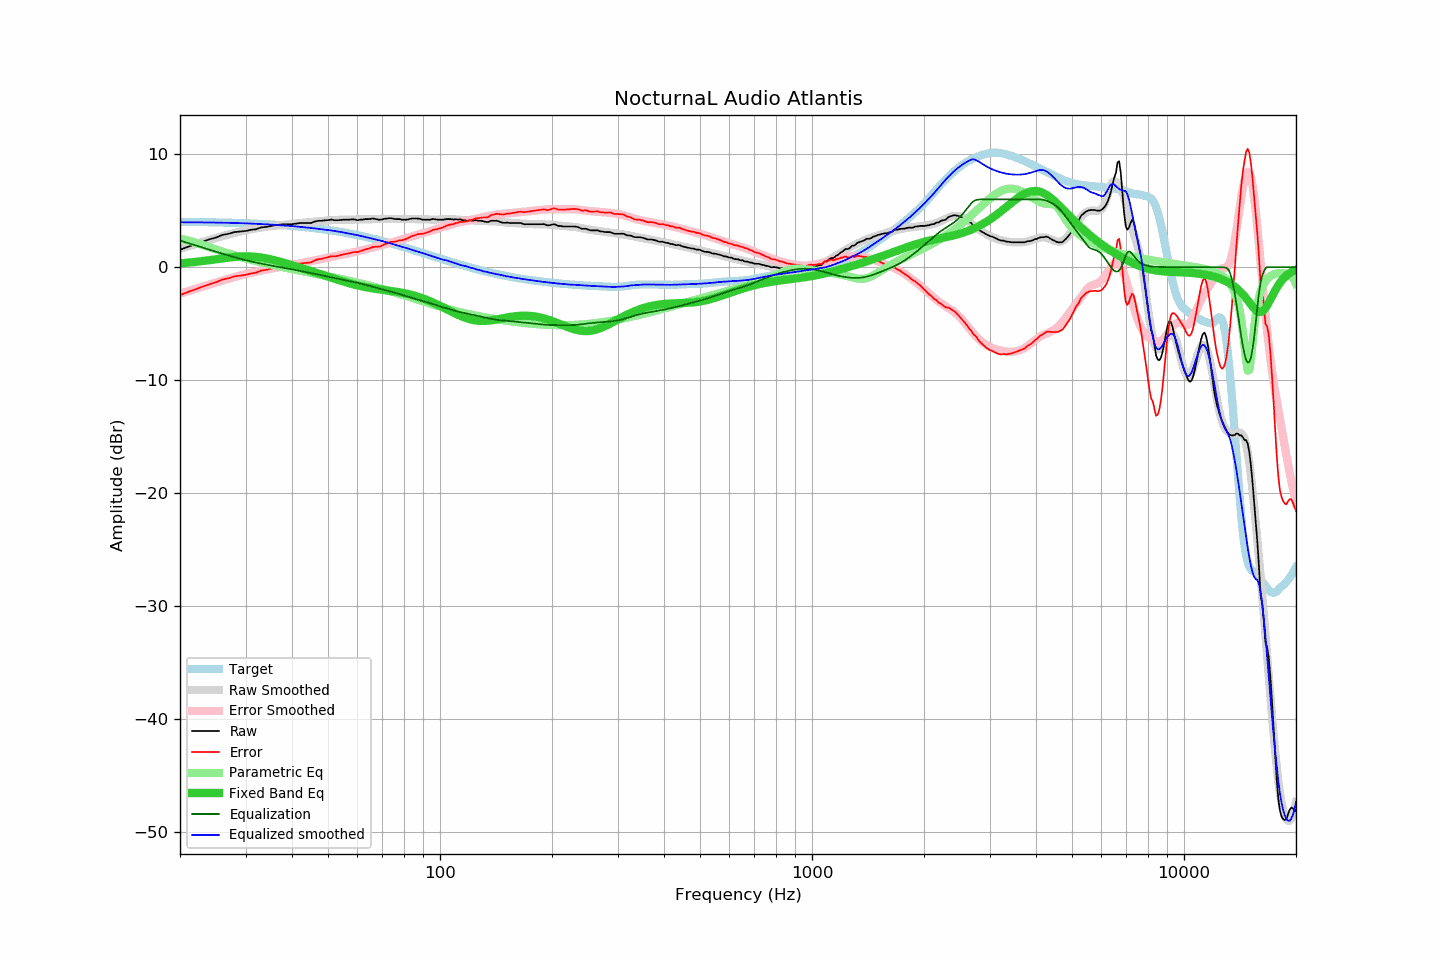 NocturnaL Audio Atlantis
10
0
−10
−20
−30
−40
−50
Amplitude (dBr)
Target
Raw Smoothed
Error Smoothed
Raw
Error
Parametric Eq
Fixed Band Eq
Equalization
Equalized smoothed
100
1000
10000
Frequency (Hz)